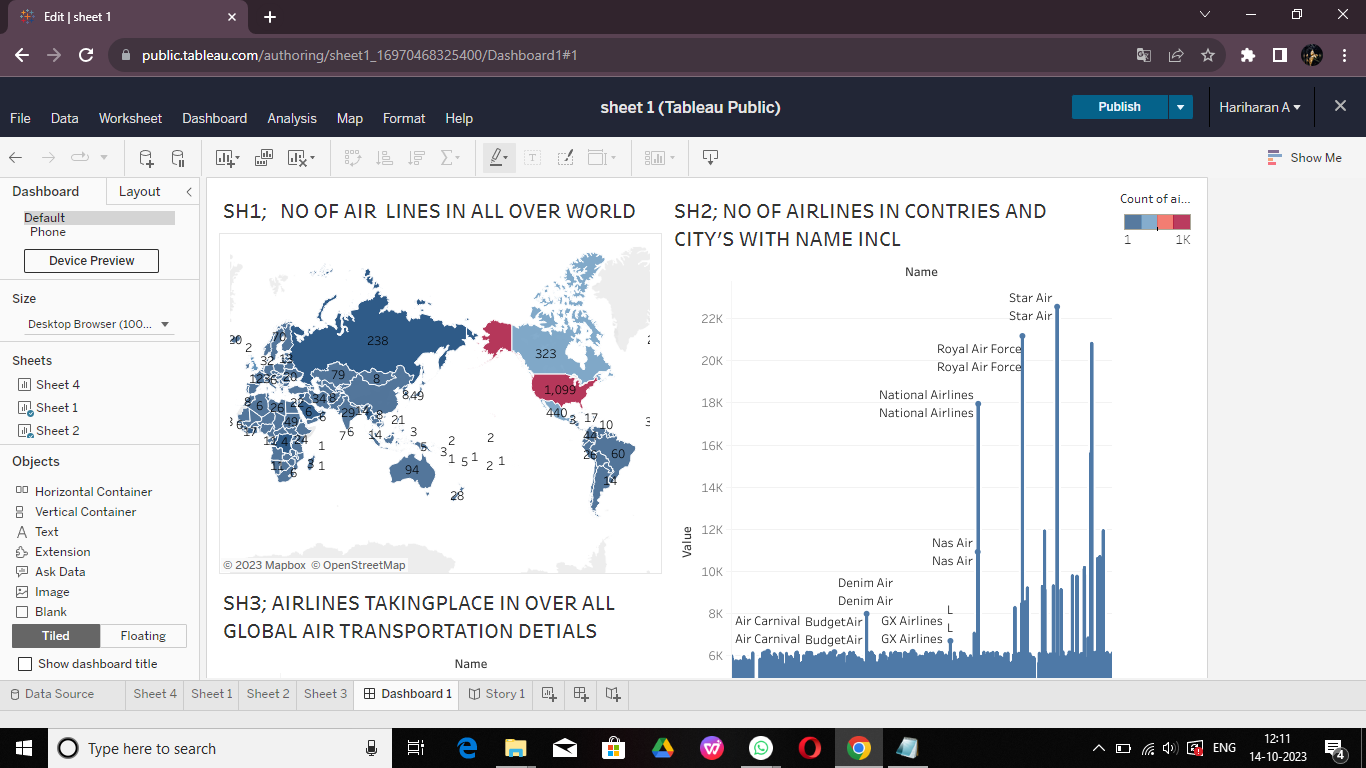 Edit | sheet 1
public.tableau.com/authoring/sheet1_16970468325400/Dashboard1#1
sheet 1 (Tableau Public)
Publish
Hariharan A
File Data Worksheet Dashboard Analysis Map Format Help
Show Me
Dashboard Layout
Default
Phone
Device Preview
Size
Desktop Browser (100...
Sheets
Sheet 4
Sheet 1
Sheet 2
Objects
Horizontal Container
Vertical Container
Text
Extension
Ask Data
Image
Blank
Tiled Floating
Show dashboard title
SH1; NO OF AIR LINES IN ALL OVER WORLD
238
323
79
8
1,099
440
94
60
28
14
© 2023 Mapbox © OpenStreetMap
SH3; AIRLINES TAKINGPLACE IN OVER ALL
GLOBAL AIR TRANSPORTATION DETIALS
Name
SH2; NO OF AIRLINES IN CONTRIES AND
CITY'S WITH NAME INCL
Name
Value
22K
20K
18K
16K
14K
12K
10K
8K
6K
Star Air
Star Air
Royal Air Force
Royal Air Force
National Airlines
National Airlines
Nas Air
Nas Air
Denim Air
Denim Air
L
L
Air Carnival BudgetAir GX Airlines
Air Carnival BudgetAir GX Airlines
Count of ai...
1 1K
Data Source Sheet 4 Sheet 1 Sheet 2 Sheet 3 Dashboard 1 Story 1
Type here to search
ENG
12:11
14-10-2023
4